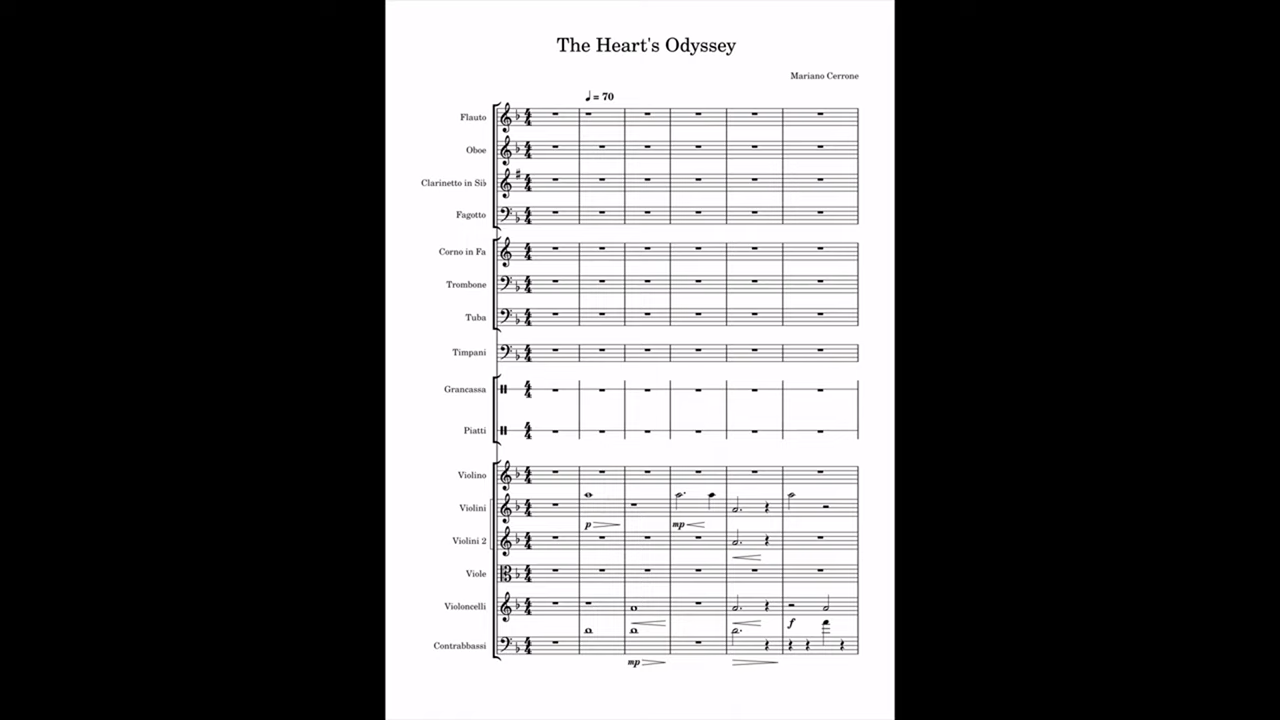 The Heart's Odyssey
Mariano Cerrone
♩ = 70
Flauto
Oboe
Clarinetto in Si♭
Fagotto
Corno in Fa
Trombone
Tuba
Timpani
Grancassa
Piatti
Violino
Violini
p mp
Violini 2
Viole
Violoncelli
f
Contrabbassi
mp